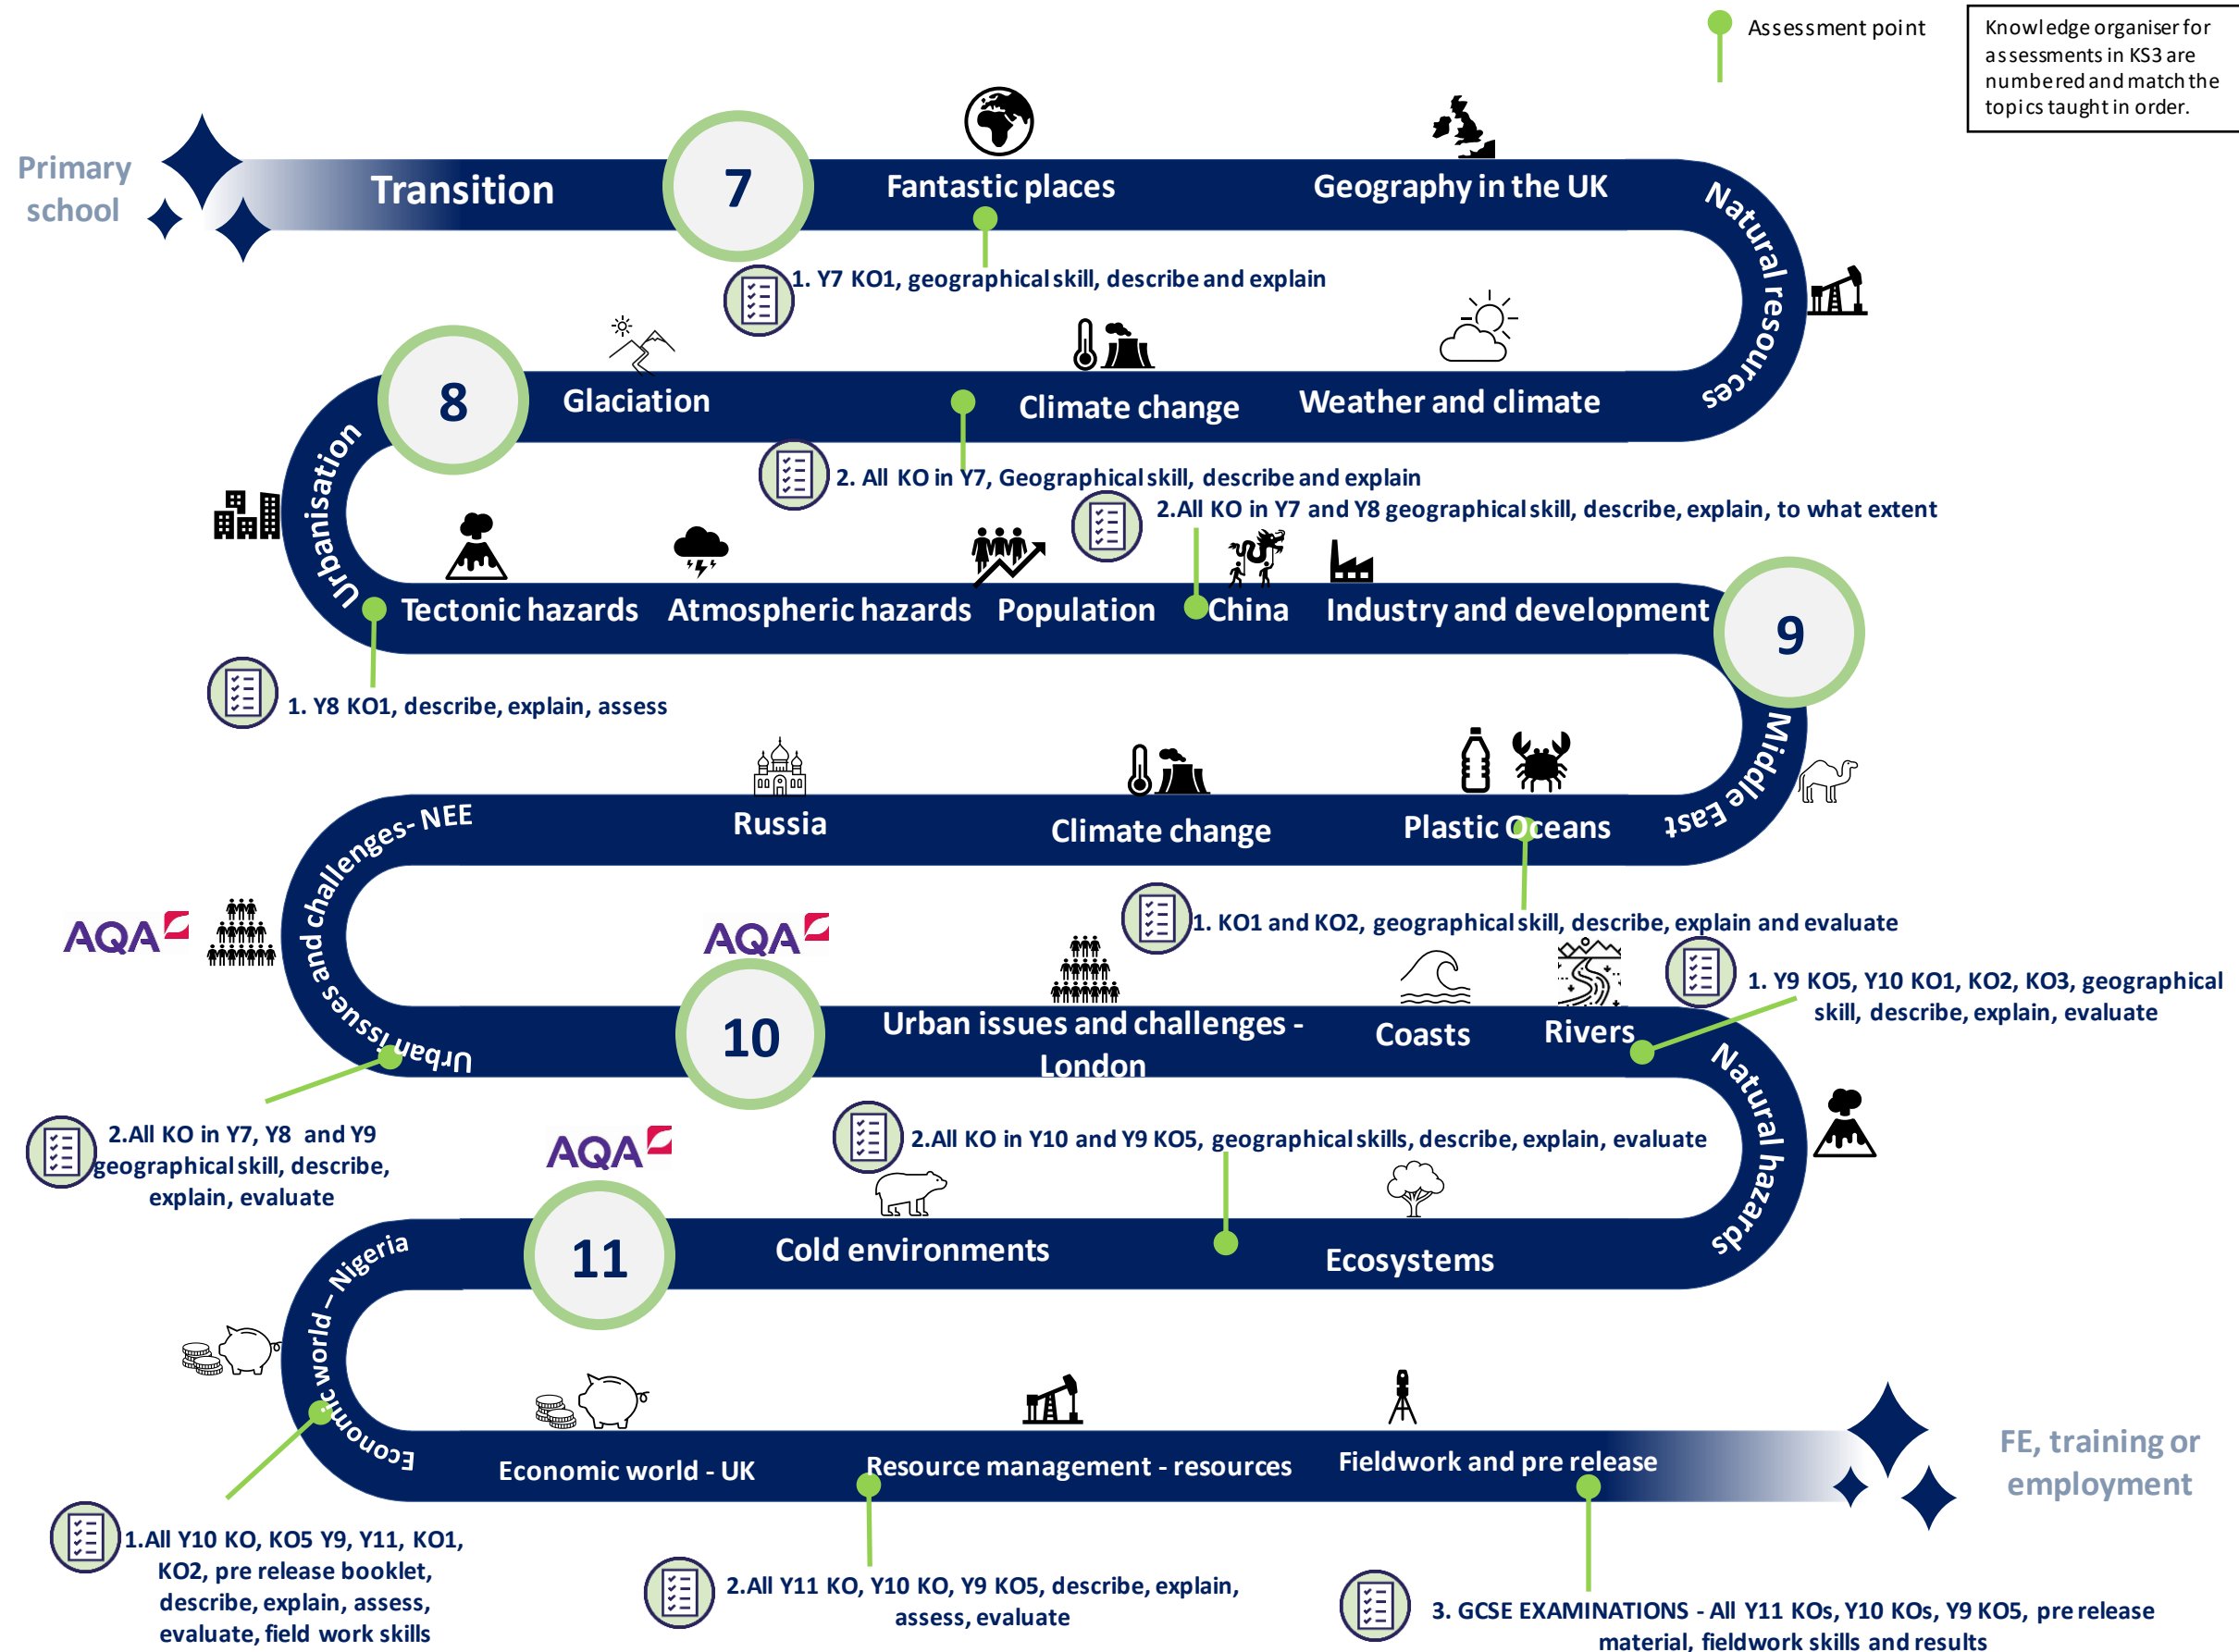 Assessment point
Knowledge organiser for
assessments in KS3 are
numbered and match the
topics taught in order.
Primary
school
Transition
7
Fantastic places
Geography in the UK
Natural resources
1. Y7 KO1, geographical skill, describe and explain
8
Glaciation
Climate change
Weather and climate
2. All KO in Y7, Geographical skill, describe and explain
2.All KO in Y7 and Y8 geographical skill, describe, explain, to what extent
Urbanisation
Tectonic hazards
Atmospheric hazards
Population
China
Industry and development
9
1. Y8 KO1, describe, explain, assess
Middle East
Russia
Climate change
Plastic Oceans
1. KO1 and KO2, geographical skill, describe, explain and evaluate
Urban issues and challenges- NEE
AQA
AQA
10
Urban issues and challenges -
London
Coasts
Rivers
1. Y9 KO5, Y10 KO1, KO2, KO3, geographical
skill, describe, explain, evaluate
Natural hazards
2.All KO in Y7, Y8 and Y9
geographical skill, describe,
explain, evaluate
AQA
2.All KO in Y10 and Y9 KO5, geographical skills, describe, explain, evaluate
11
Cold environments
Ecosystems
Economic world – Nigeria
Economic world - UK
Resource management - resources
Fieldwork and pre release
FE, training or
employment
1.All Y10 KO, KO5 Y9, Y11, KO1,
KO2, pre release booklet,
describe, explain, assess,
evaluate, field work skills
2.All Y11 KO, Y10 KO, Y9 KO5, describe, explain,
assess, evaluate
3. GCSE EXAMINATIONS - All Y11 KOs, Y10 KOs, Y9 KO5, pre release
material, fieldwork skills and results